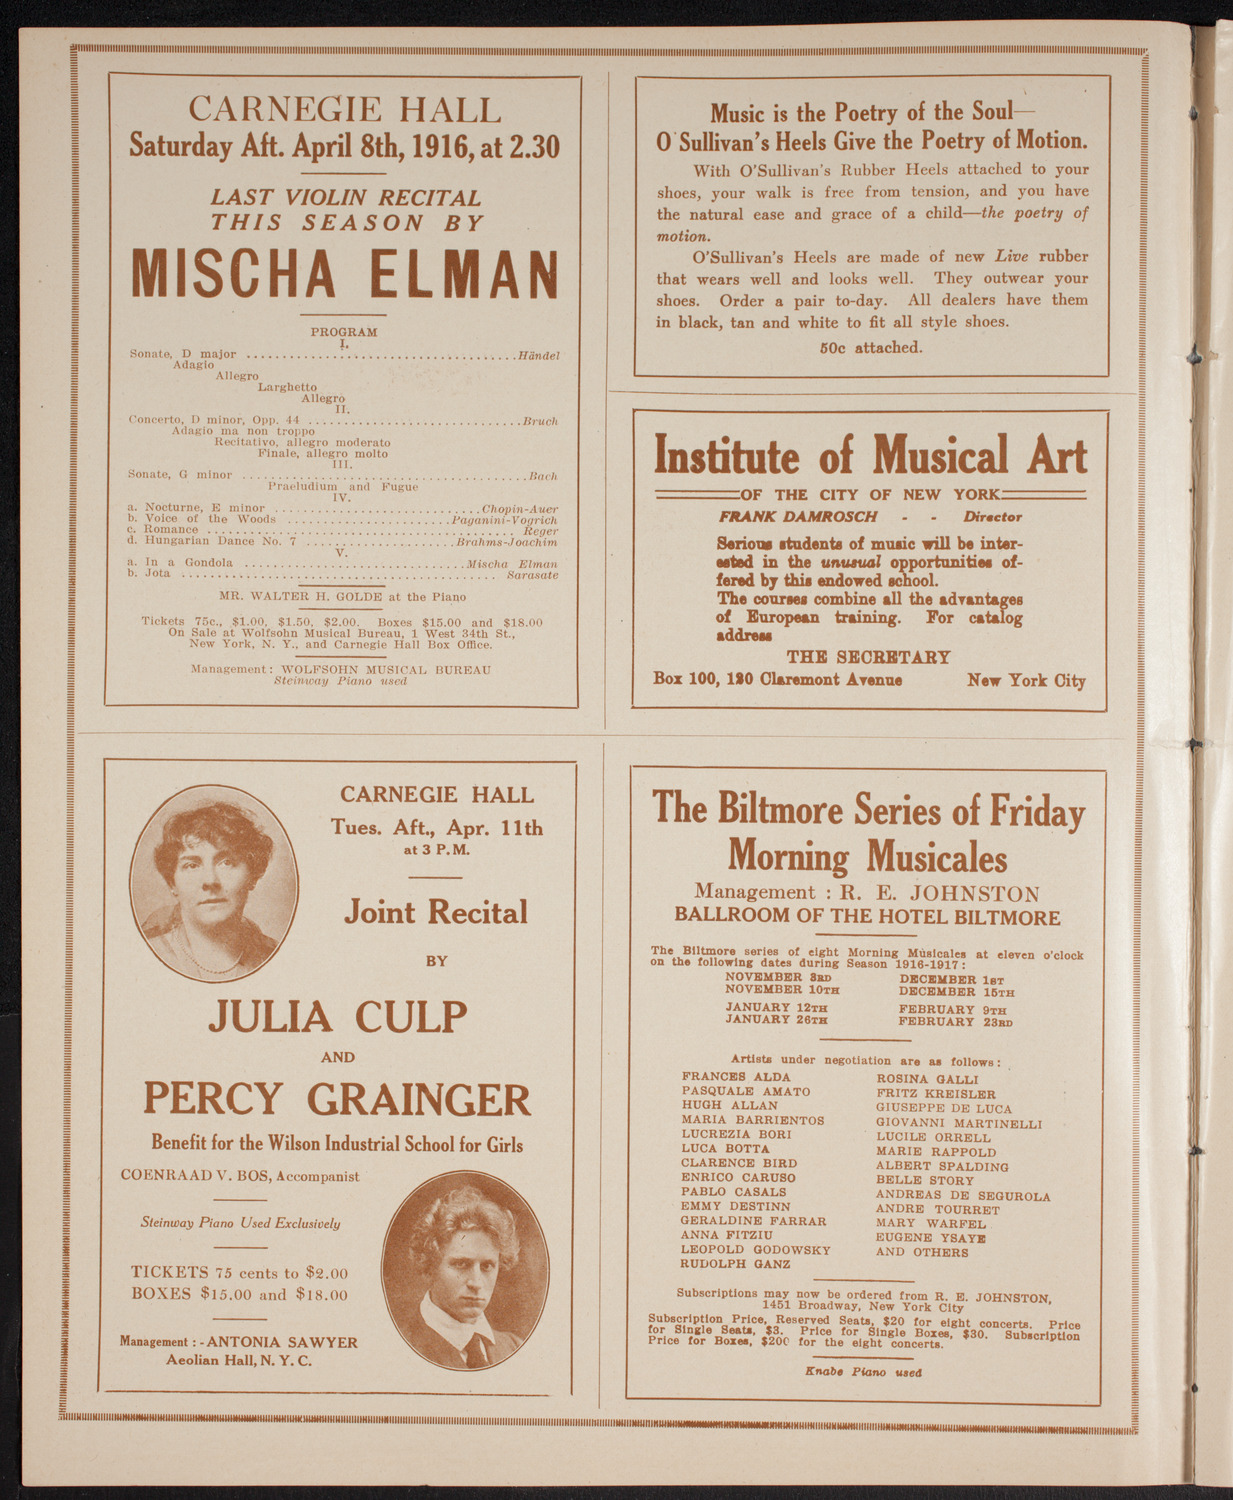 CARNEGIE HALL
Saturday Aft. April 8th, 1916, at 2.30
LAST VIOLIN RECITAL
THIS SEASON BY
MISCHA ELMAN
PROGRAM
I.
Sonate, D major ......................................Händel
Adagio
Allegro
Larghetto
Allegro
II.
Concerto, D minor, Opp. 44 ..............................Bruch
Adagio ma non troppo
Recitativo, allegro moderato
Finale, allegro molto
III.
Sonate, G minor ........................................Bach
Praeludium and Fugue
IV.
a. Nocturne, E minor .............................Chopin-Auer
b. Voice of the Woods .......................Paganini-Vogrich
c. Romance ........................................... Reger
d. Hungarian Dance No. 7 .....................Brahms-Joachim
V.
a. In a Gondola ...............................Mischa Elman
b. Jota ............................................ Sarasate
MR. WALTER H. GOLDE at the Piano
Tickets 75c., $1.00, $1.50, $2.00. Boxes $15.00 and $18.00
On Sale at Wolfsohn Musical Bureau, 1 West 34th St.,
New York, N. Y., and Carnegie Hall Box Office.
Management: WOLFSOHN MUSICAL BUREAU
Steinway Piano used
Music is the Poetry of the Soul—
O'Sullivan's Heels Give the Poetry of Motion.
With O'Sullivan's Rubber Heels attached to your
shoes, your walk is free from tension, and you have
the natural ease and grace of a child—the poetry of
motion.
O'Sullivan's Heels are made of new Live rubber
that wears well and looks well. They outwear your
shoes. Order a pair to-day. All dealers have them
in black, tan and white to fit all style shoes.
50c attached.
Institute of Musical Art
OF THE CITY OF NEW YORK
FRANK DAMROSCH - - Director
Serious students of music will be inter-
ested in the unusual opportunities of-
fered by this endowed school.
The courses combine all the advantages
of European training. For catalog
address
THE SECRETARY
Box 100, 120 Claremont Avenue New York City
CARNEGIE HALL
Tues. Aft., Apr. 11th
at 3 P.M.
Joint Recital
BY
JULIA CULP
AND
PERCY GRAINGER
Benefit for the Wilson Industrial School for Girls
COENRAAD V. BOS, Accompanist
Steinway Piano Used Exclusively
TICKETS 75 cents to $2.00
BOXES $15.00 and $18.00
Management : - ANTONIA SAWYER
Aeolian Hall, N. Y. C.
The Biltmore Series of Friday
Morning Musicales
Management : R. E. JOHNSTON
BALLROOM OF THE HOTEL BILTMORE
The Biltmore series of eight Morning Musicales at eleven o'clock
on the following dates during Season 1916-1917:
NOVEMBER 3RD DECEMBER 1ST
NOVEMBER 10TH DECEMBER 15TH
JANUARY 12TH FEBRUARY 9TH
JANUARY 26TH FEBRUARY 23RD
Artists under negotiation are as follows:
FRANCES ALDA
PASQUALE AMATO
HUGH ALLAN
MARIA BARRIENTOS
LUCREZIA BORI
LUCA BOTTA
CLARENCE BIRD
ENRICO CARUSO
PABLO CASALS
EMMY DESTINN
GERALDINE FARRAR
ANNA FITZIU
LEOPOLD GODOWSKY
RUDOLPH GANZ
ROSINA GALLI
FRITZ KREISLER
GIUSEPPE DE LUCA
GIOVANNI MARTINELLI
LUCILE ORRELL
MARIE RAPPOLD
ALBERT SPALDING
BELLE STORY
ANDREAS DE SEGUROLA
ANDRE TOURRET
MARY WARFEL
EUGENE YSAYE
AND OTHERS
Subscriptions may now be ordered from R. E. JOHNSTON,
1451 Broadway, New York City
Subscription Price, Reserved Seats, $20 for eight concerts. Price
for Single Seats, $3. Price for Single Boxes, $30. Subscription
Price for Boxes, $200 for the eight concerts.
Knabe Piano used